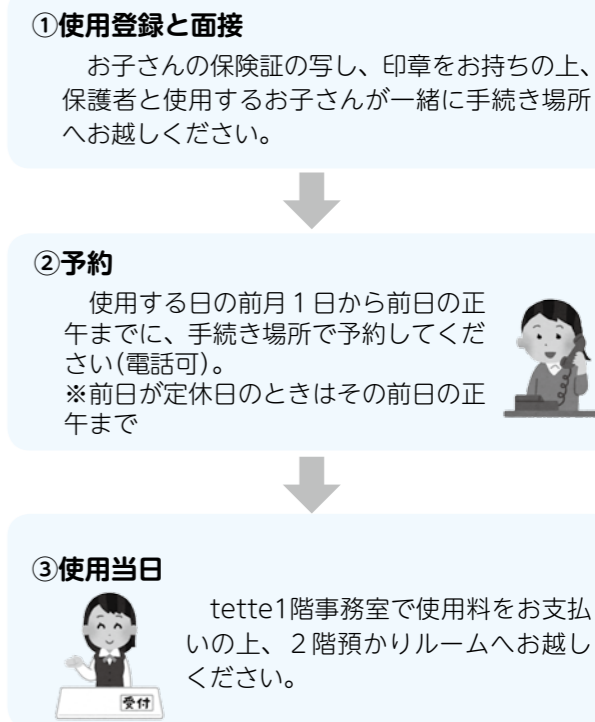 ①使用登録と面接
お子さんの保険証の写し、印章をお持ちの上、
保護者と使用するお子さんが一緒に手続き場所
へお越しください。
②予約
使用する日の前月１日から前日の正
午までに、手続き場所で予約してくだ
さい(電話可)。
※前日が定休日のときはその前日の正
午まで
③使用当日
tette1階事務室で使用料をお支払
いの上、２階預かりルームへお越し
ください。
受付